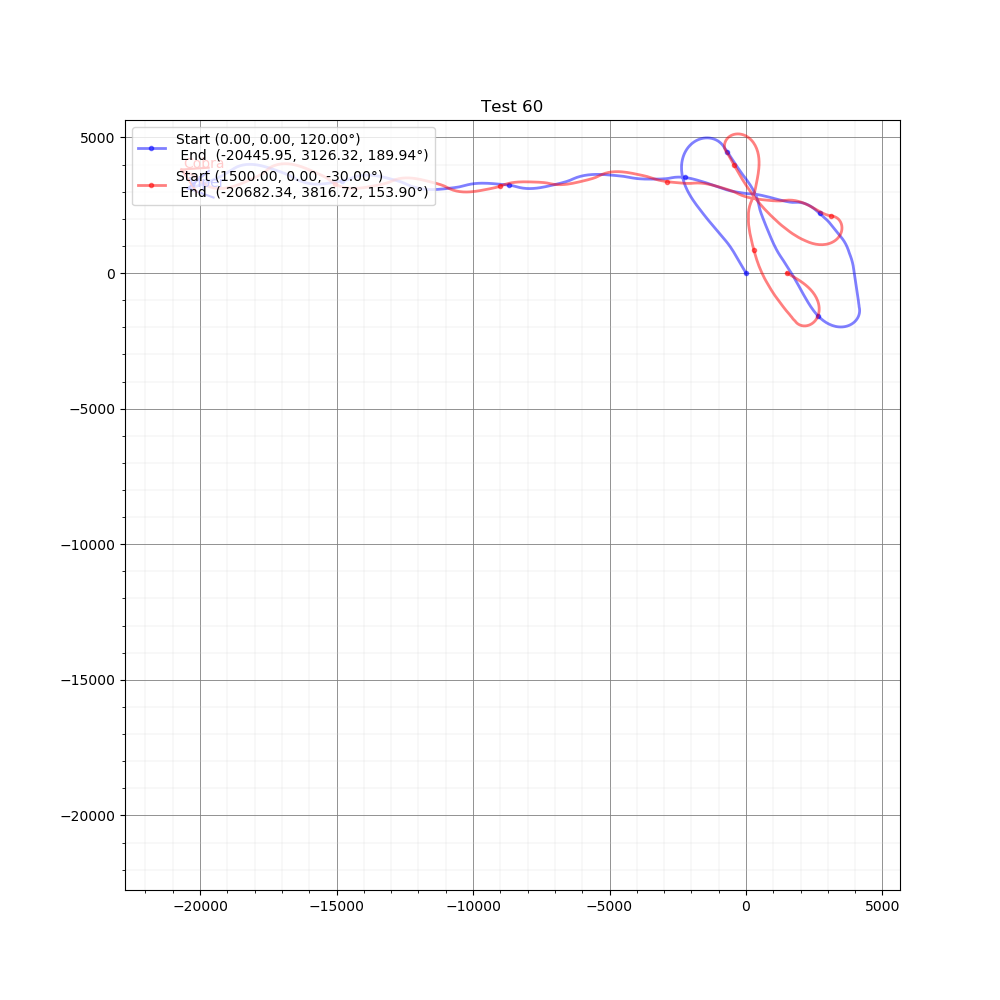 Test 60
Start (0.00, 0.00, 120.00°)
End (-20445.95, 3126.32, 189.94°)
Start (1500.00, 0.00, -30.00°)
End (-20682.34, 3816.72, 153.90°)
Cobra
5000
0
−5000
−10000
−15000
−20000
−20000
−15000
−10000
−5000
0
5000